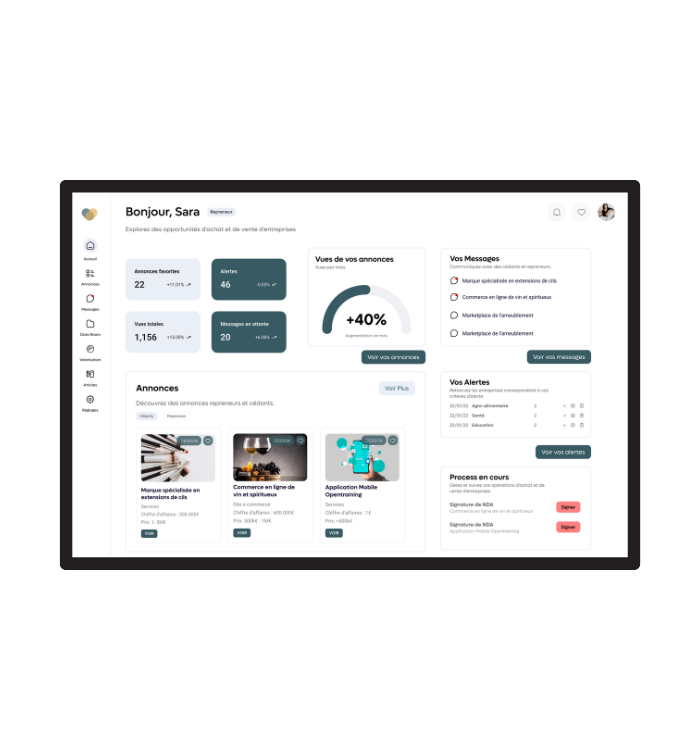 Bonjour, Sara
Repreneur
Explorez des opportunités d'achat et de vente d'entreprises
Accueil
Annonces
Messages
Data Room
Valorisation
Articles
Réglages
Annonces favorites
22
+11.01%
Alertes
46
Vues totales
1,156
Messages en attente
20
Vues de vos annonces
Vues par mois
+40%
Augmentation ce mois
Voir vos annonces
Vos Messages
Communiquez avec des cédants et repreneurs
Marque spécialisée en extensions de cils
Commerce en ligne de vin et spiritueux
Marketplace de l'ameublement
Marketplace de l'ameublement
Voir vos messages
Annonces
Voir Plus
Découvrez des annonces repreneurs et cédants.
Cédants
Repreneurs
CESSION
Marque spécialisée en
extensions de cils
Services
Chiffre d'affaires : 500 000€
Prix: 1- 3M€
VOIR
CESSION
Commerce en ligne de
vin et spiritueux
Site e-commerce
Chiffre d'affaires : 600 000€
Prix: 500k€ - 1M€
VOIR
CESSION
Application Mobile
Opentraining
Services
Chiffre d'affaires : 1€
Prix: <500k€
VOIR
Vos Alertes
Retrouvez les entreprises correspondent à vos
critères d'alerte
22/01/22 Agro-alimentaire 2
22/01/22 Santé 2
22/01/22 Education 2
Voir vos alertes
Process en cours
Gérez et suivez vos opérations d'achat et de
vente d'entreprises
Signature de NDA
Commerce en ligne de vin et spiritueux
Signer
Signature de NDA
Application Mobile Opentraining
Signer